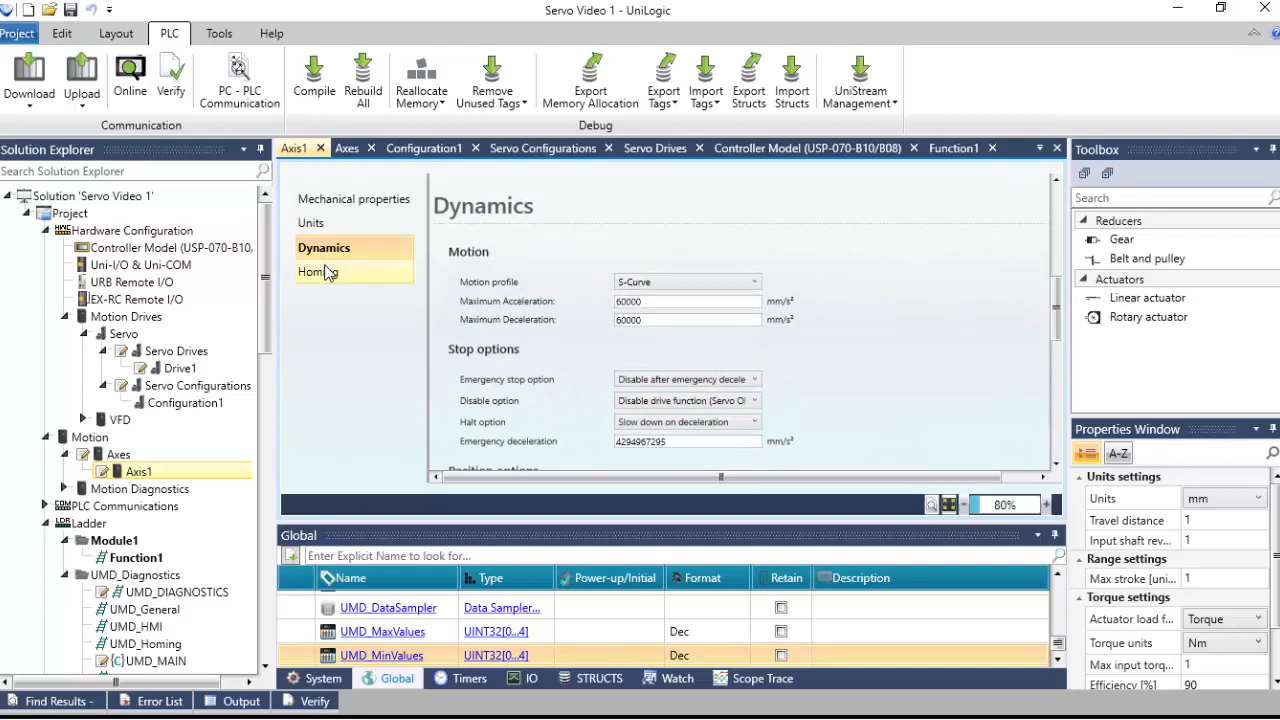 Servo Video 1 - UniLogic
Project Edit Layout PLC Tools Help
Download Upload Online Verify PC - PLC Communication Compile Rebuild All Reallocate Memory Remove Unused Tags Export Memory Allocation Export Tags Import Tags Export Structs Import Structs UniStream Management
Communication Debug
Solution Explorer
Search Solution Explorer
Solution 'Servo Video 1'
Project
Hardware Configuration
Controller Model (USP-070-B10,
Uni-I/O & Uni-COM
URB Remote I/O
EX-RC Remote I/O
Motion Drives
Servo
Servo Drives
Drive1
Servo Configurations
Configuration1
VFD
Motion
Axes
Axis1
Motion Diagnostics
PLC Communications
Ladder
Module1
Function1
UMD_Diagnostics
UMD_DIAGNOSTICS
UMD_General
UMD_HMI
UMD_Homing
{C}UMD_MAIN
Axis1 Axes Configuration1 Servo Configurations Servo Drives Controller Model (USP-070-B10/B08) Function1
Mechanical properties
Units
Dynamics
Homing
Dynamics
Motion
Motion profile S-Curve
Maximum Acceleration: 60000 mm/s²
Maximum Deceleration: 60000 mm/s²
Stop options
Emergency stop option Disable after emergency decele
Disable option Disable drive function (Servo O
Halt option Slow down on deceleration
Emergency deceleration 4294967295 mm/s²
Position options
80%
Global
Enter Explicit Name to look for...
Name Type Power-up/Initial Format Retain Description
UMD_DataSampler Data Sampler...
UMD_MaxValues UINT32[0...4] Dec
UMD_MinValues UINT32[0...4] Dec
System Global Timers IO STRUCTS Watch Scope Trace
Toolbox
Search
Reducers
Gear
Belt and pulley
Actuators
Linear actuator
Rotary actuator
Properties Window
A-Z
Units settings
Units mm
Travel distance 1
Input shaft rev... 1
Range settings
Max stroke [uni... 1
Torque settings
Actuator load f... Torque
Torque units Nm
Max input torq... 1
Efficiency [%] 90
Find Results - Error List Output Verify